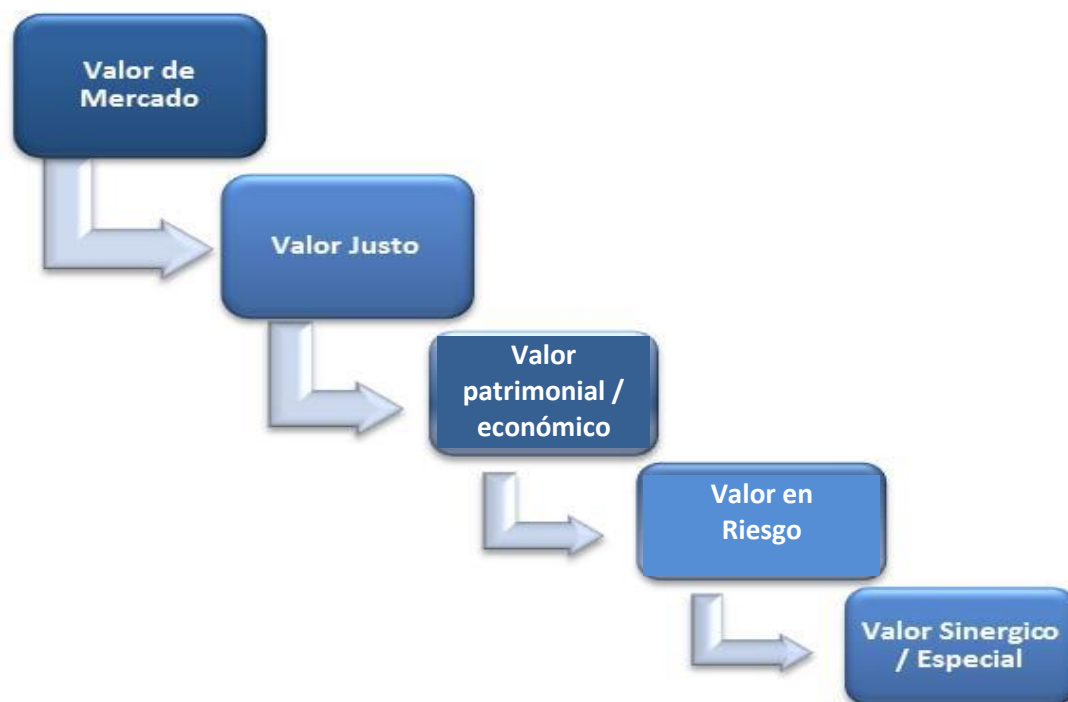 Valor de
Mercado
Valor Justo
Valor
patrimonial /
económico
Valor en
Riesgo
Valor Sinergico
/ Especial